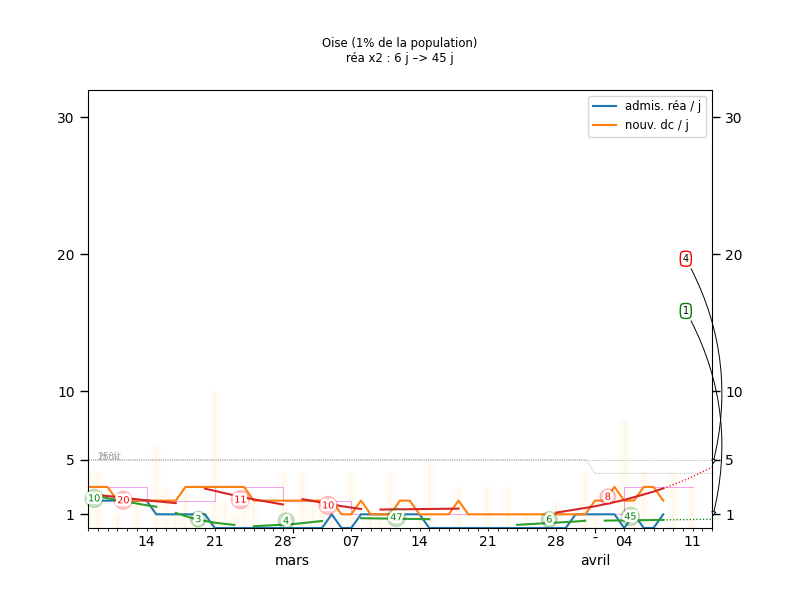 Oise (1% de la population)
réa x2 : 6 j –> 45 j
admis. réa / j
nouv. dc / j
30 30
20 20
10 10
5 5
1 1
4
1
10 20 3 11 4 10 47 6 8 45
14 21 28 07 14 21 28 04 11
mars avril